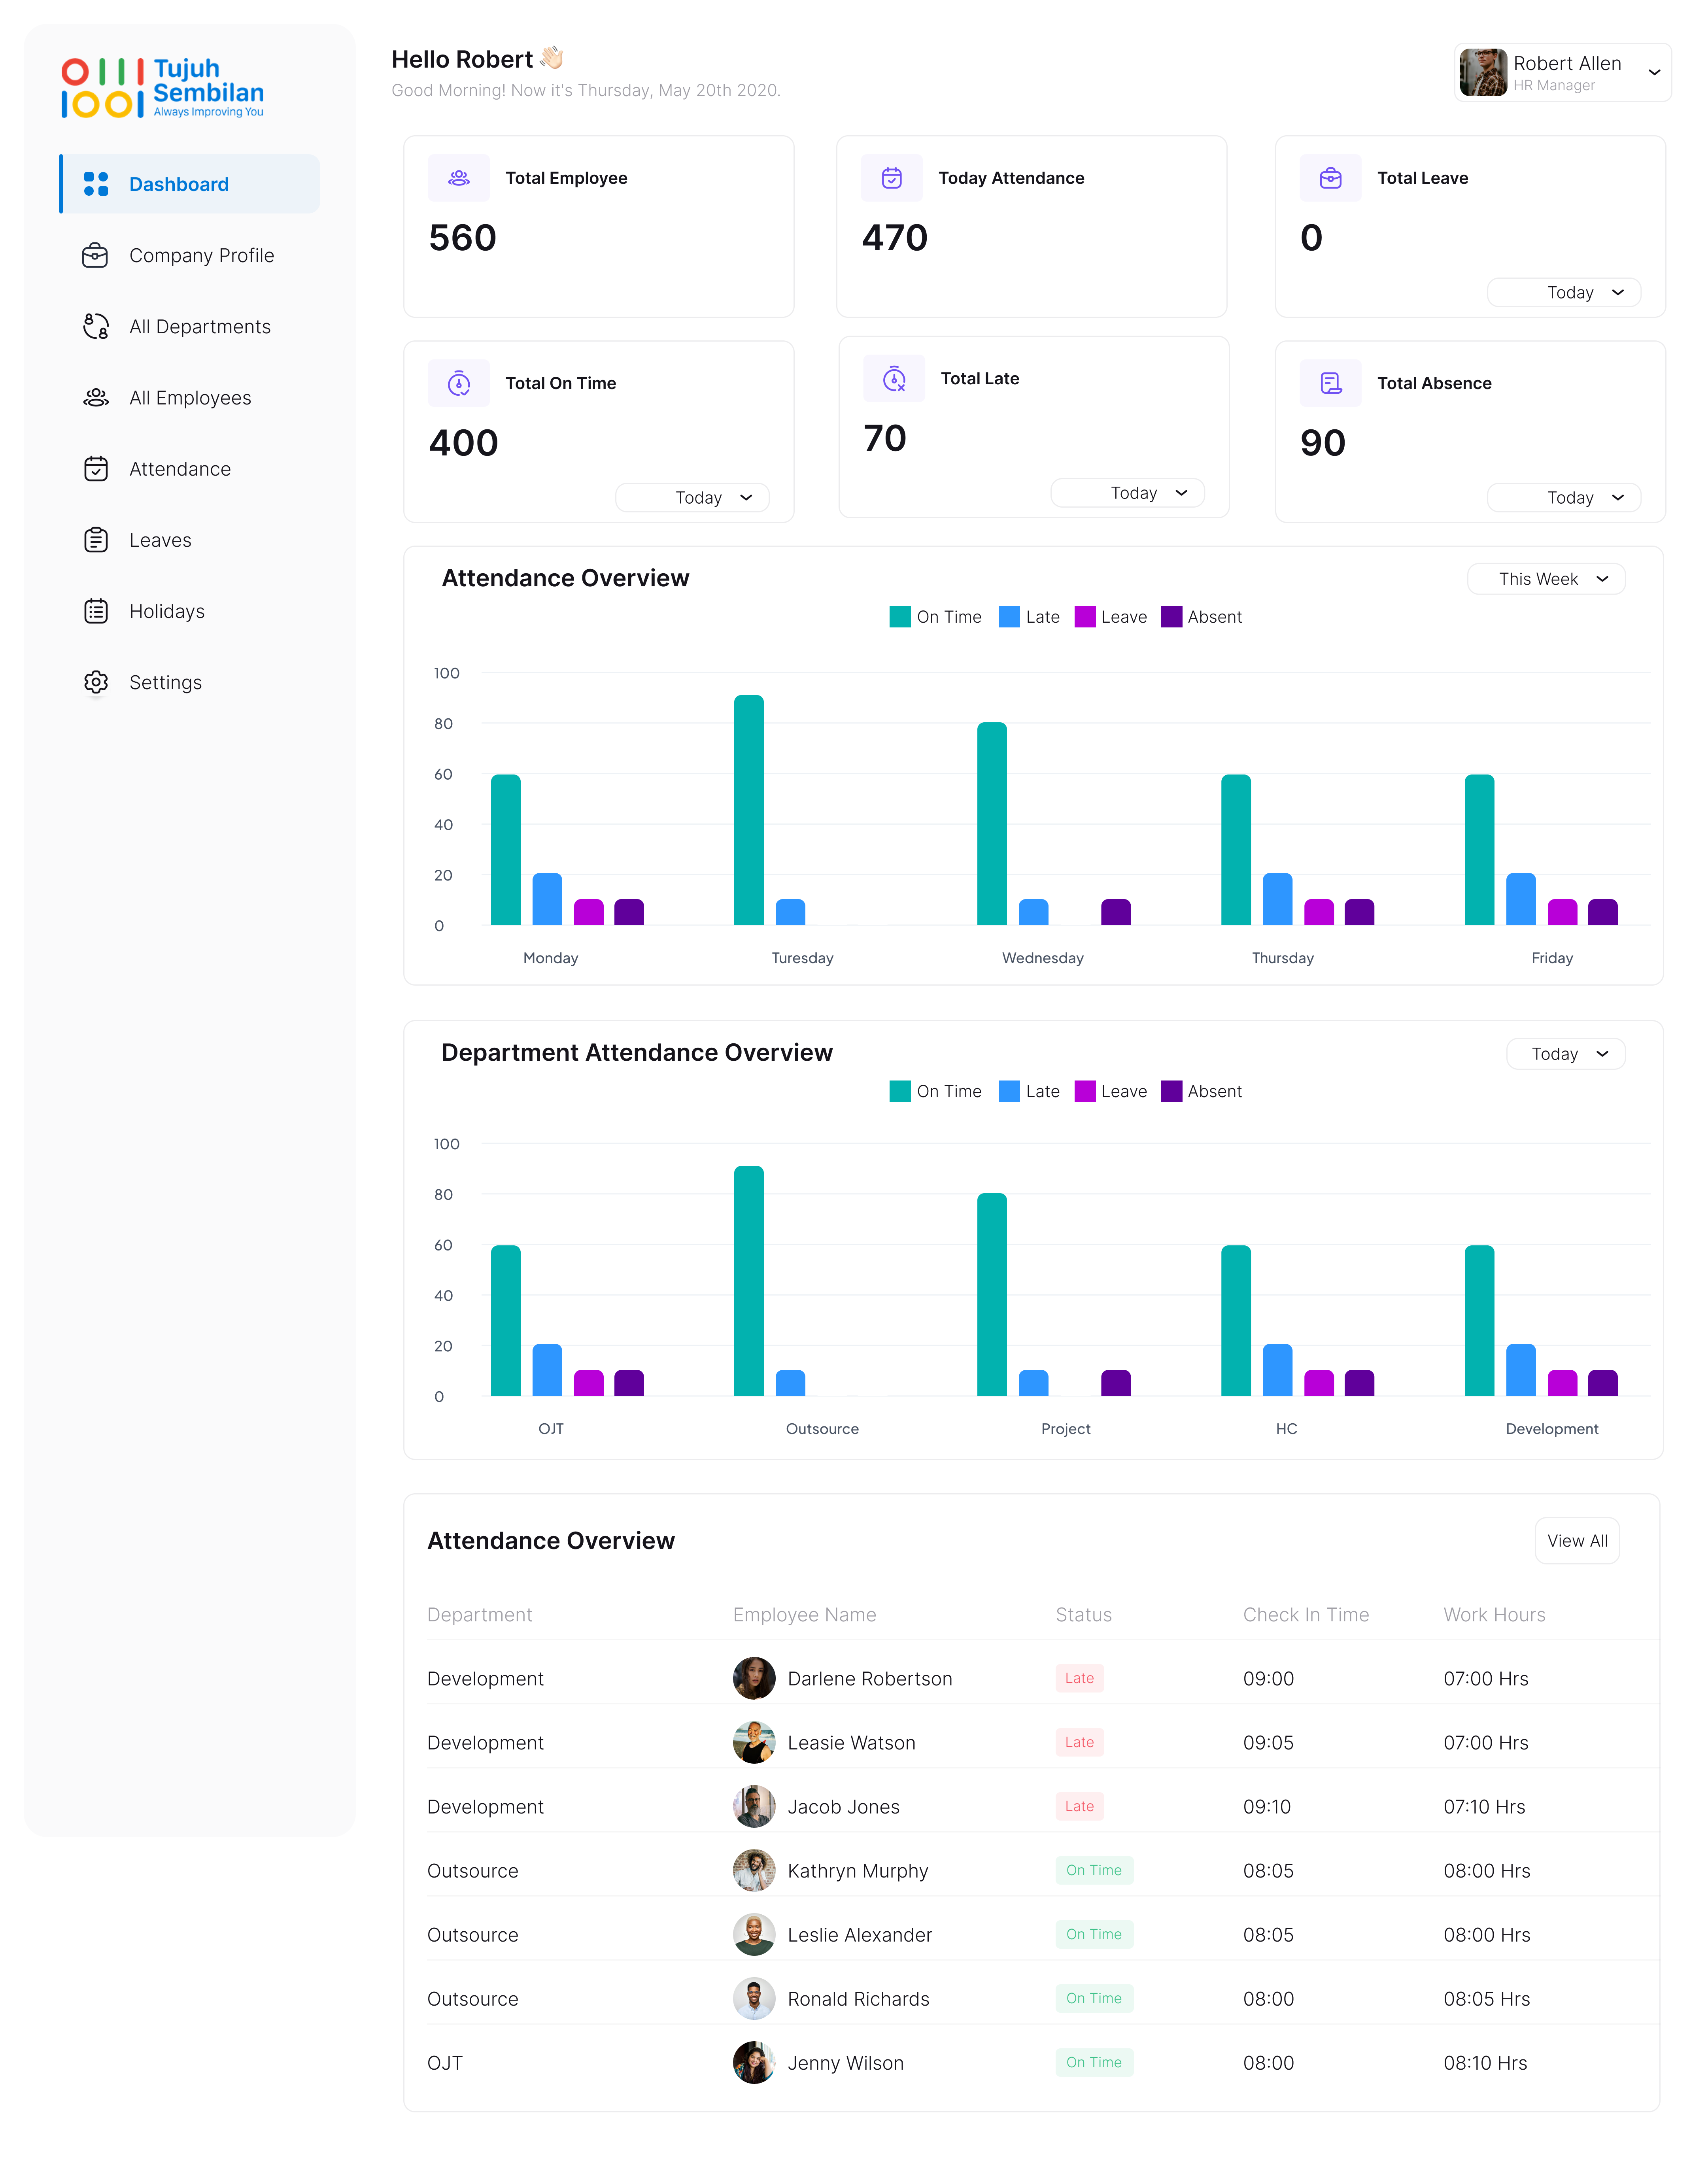 Tujuh
Sembilan
Always Improving You
Dashboard
Company Profile
All Departments
All Employees
Attendance
Leaves
Holidays
Settings
Hello Robert 👋🏻
Good Morning! Now it's Thursday, May 20th 2020.
Robert Allen
HR Manager
Total Employee
560
Today Attendance
470
Total Leave
0
Today
Total On Time
400
Today
Total Late
70
Today
Total Absence
90
Today
Attendance Overview
This Week
On Time Late Leave Absent
100
80
60
40
20
0
Monday Turesday Wednesday Thursday Friday
Department Attendance Overview
Today
On Time Late Leave Absent
100
80
60
40
20
0
OJT Outsource Project HC Development
Attendance Overview
View All
Department Employee Name Status Check In Time Work Hours
Development Darlene Robertson Late 09:00 07:00 Hrs
Development Leasie Watson Late 09:05 07:00 Hrs
Development Jacob Jones Late 09:10 07:10 Hrs
Outsource Kathryn Murphy On Time 08:05 08:00 Hrs
Outsource Leslie Alexander On Time 08:05 08:00 Hrs
Outsource Ronald Richards On Time 08:00 08:05 Hrs
OJT Jenny Wilson On Time 08:00 08:10 Hrs